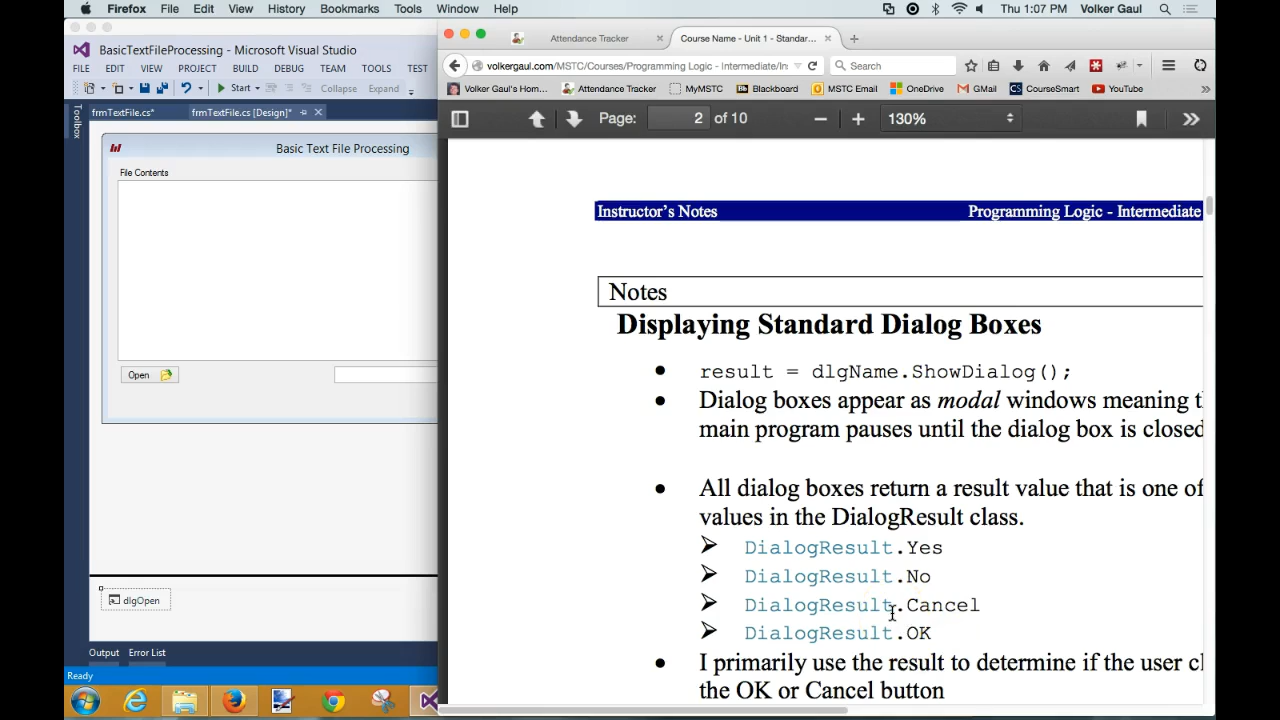 Firefox File Edit View History Bookmarks Tools Window Help Thu 1:07 PM Volker Gaul
BasicTextFileProcessing - Microsoft Visual Studio
FILE EDIT VIEW PROJECT BUILD DEBUG TEAM TOOLS TEST
Start Collapse Expand
frmTextFile.cs* frmTextFile.cs [Design]*
Toolbox
Basic Text File Processing
File Contents
Open
dlgOpen
Output Error List
Ready
Attendance Tracker Course Name - Unit 1 - Standar...
volkergaul.com/MSTC/Courses/Programming Logic - Intermediate/In Search
Volker Gaul's Hom... Attendance Tracker MyMSTC Blackboard MSTC Email OneDrive GMail CourseSmart YouTube
Page: 2 of 10 130%
Instructor's Notes Programming Logic - Intermediate
Notes
Displaying Standard Dialog Boxes
• result = dlgName.ShowDialog();
• Dialog boxes appear as modal windows meaning t
main program pauses until the dialog box is closed
• All dialog boxes return a result value that is one of
values in the DialogResult class.
➢ DialogResult.Yes
➢ DialogResult.No
➢ DialogResult.Cancel
➢ DialogResult.OK
• I primarily use the result to determine if the user cl
the OK or Cancel button